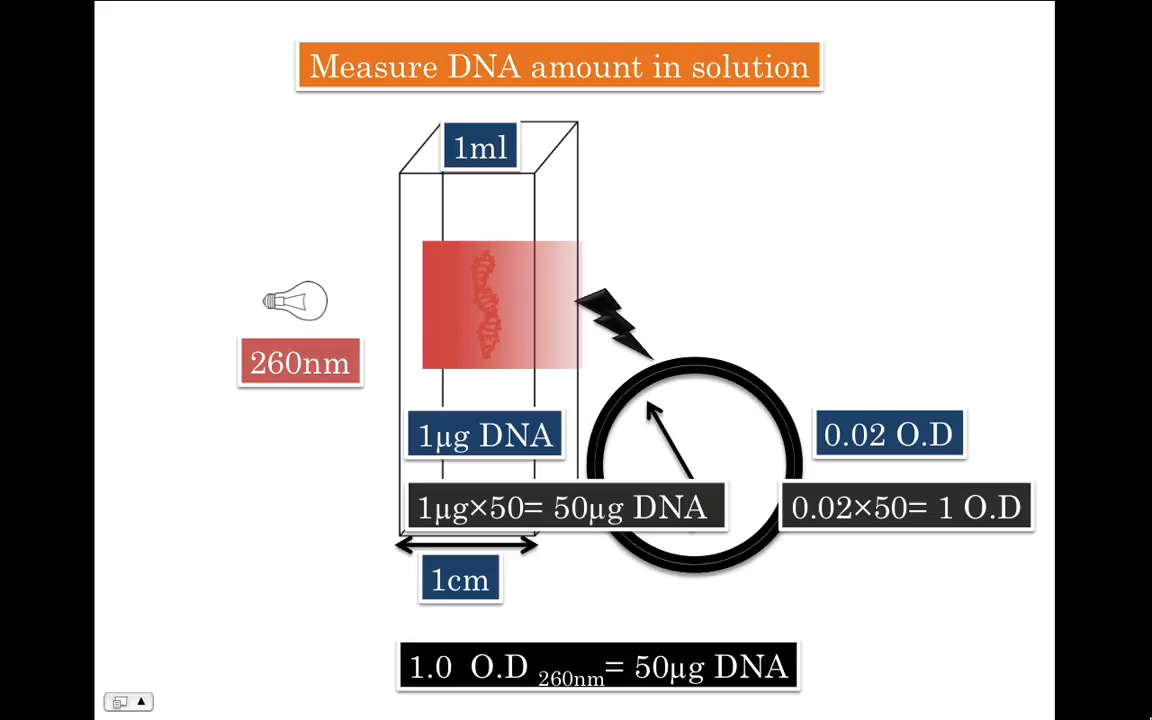 Measure DNA amount in solution
1ml
260nm
1µg DNA
0.02 O.D
1µg×50= 50µg DNA
0.02×50= 1 O.D
1cm
1.0 O.D 260nm= 50µg DNA